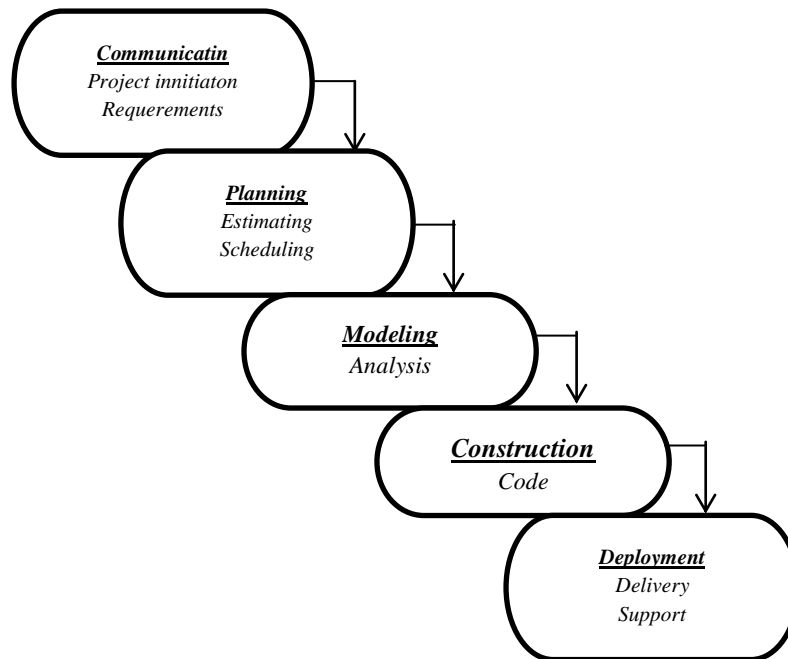 Communicatin
Project innitiaton
Requerements
Planning
Estimating
Scheduling
Modeling
Analysis
Construction
Code
Deployment
Delivery
Support